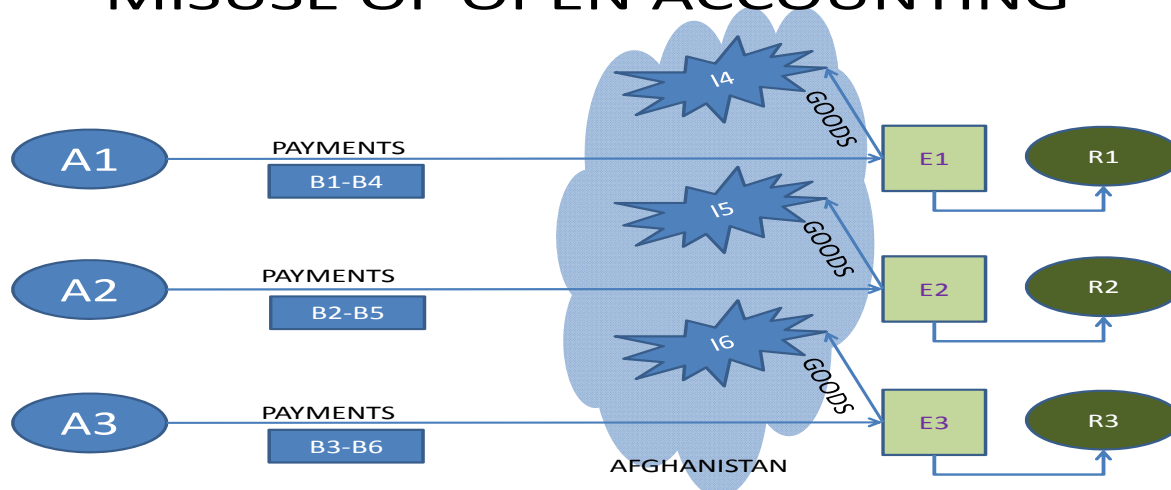 MISUSE OF OPEN ACCOUNTING
I4
GOODS
A1
PAYMENTS
B1-B4
E1
R1
I5
GOODS
A2
PAYMENTS
B2-B5
E2
R2
I6
GOODS
A3
PAYMENTS
B3-B6
E3
R3
AFGHANISTAN